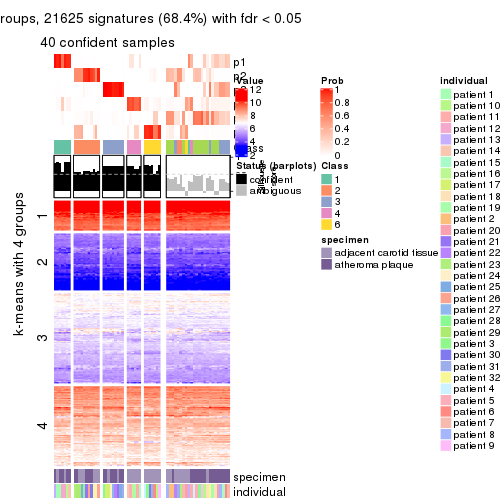 roups, 21625 signatures (68.4%) with fdr < 0.05
40 confident samples
p1
p2
Value
12
10
8
6
4
2
Prob
1
0.8
0.6
0.4
0.2
0
Status (barplots)
confident
ambiguous
Class
1
2
3
4
6
specimen
adjacent carotid tissue
atheroma plaque
individual
patient 1
patient 10
patient 11
patient 12
patient 13
patient 14
patient 15
patient 16
patient 17
patient 18
patient 19
patient 2
patient 20
patient 21
patient 22
patient 23
patient 24
patient 25
patient 26
patient 27
patient 28
patient 29
patient 3
patient 30
patient 31
patient 32
patient 4
patient 5
patient 6
patient 7
patient 8
patient 9
k-means with 4 groups
1
2
3
4
specimen
individual